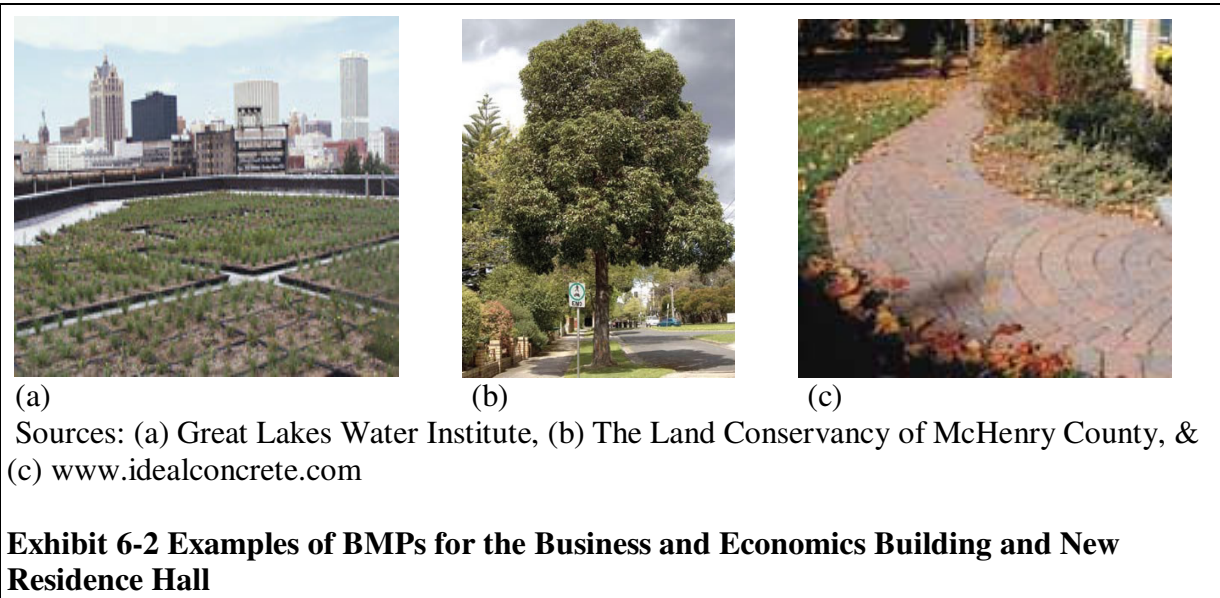 (a) (b) (c)
Sources: (a) Great Lakes Water Institute, (b) The Land Conservancy of McHenry County, &
(c) www.idealconcrete.com
Exhibit 6-2 Examples of BMPs for the Business and Economics Building and New
Residence Hall